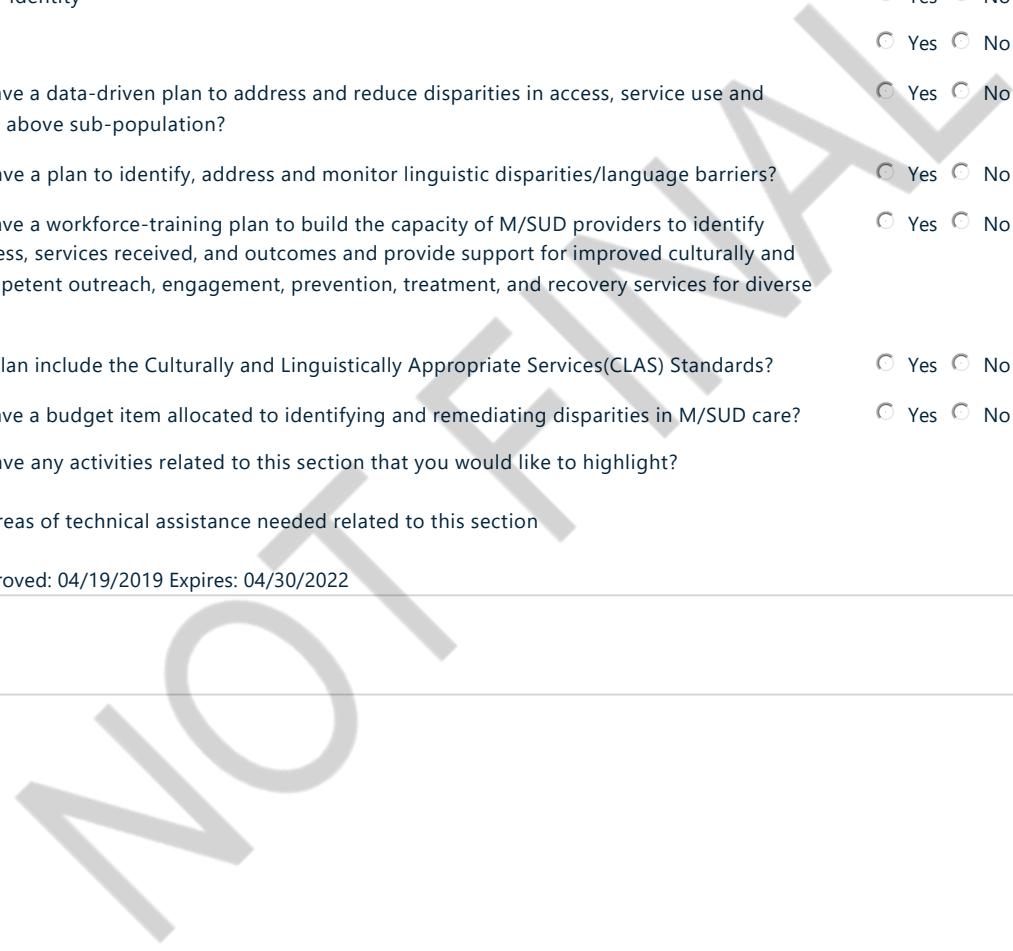 identity Yes No
Yes No
ave a data-driven plan to address and reduce disparities in access, service use and Yes No
above sub-population?
ave a plan to identify, address and monitor linguistic disparities/language barriers? Yes No
ave a workforce-training plan to build the capacity of M/SUD providers to identify Yes No
ess, services received, and outcomes and provide support for improved culturally and
petent outreach, engagement, prevention, treatment, and recovery services for diverse
lan include the Culturally and Linguistically Appropriate Services(CLAS) Standards? Yes No
ave a budget item allocated to identifying and remediating disparities in M/SUD care? Yes No
ave any activities related to this section that you would like to highlight?
reas of technical assistance needed related to this section
roved: 04/19/2019 Expires: 04/30/2022
NOT FINAL